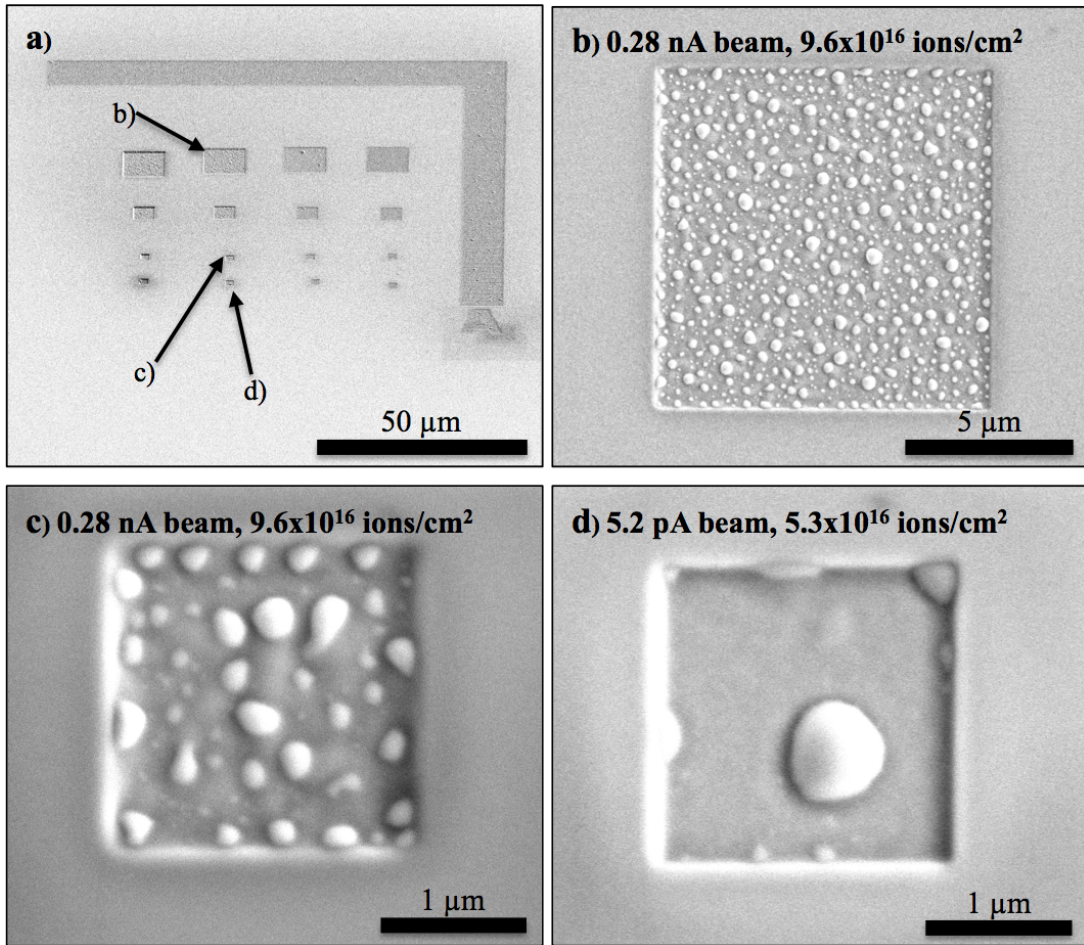 a)
b)
c)
d)
50 µm
b) 0.28 nA beam, 9.6x10¹⁶ ions/cm²
5 µm
c) 0.28 nA beam, 9.6x10¹⁶ ions/cm²
1 µm
d) 5.2 pA beam, 5.3x10¹⁶ ions/cm²
1 µm